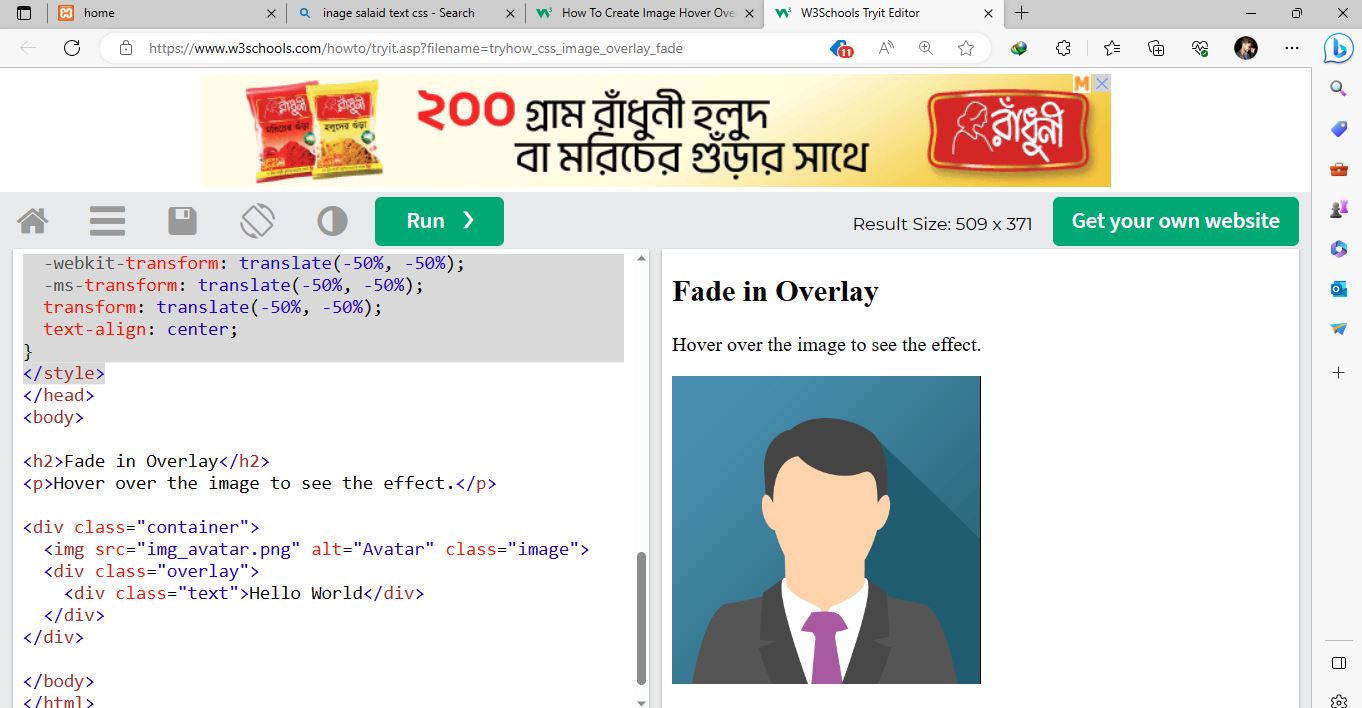 home
inage salaid text css - Search
How To Create Image Hover Ove
W3Schools Tryit Editor
https://www.w3schools.com/howto/tryit.asp?filename=tryhow_css_image_overlay_fade
11
রাঁধুনী
মরিচের গুঁড়া
রাঁধুনী
হলুদের গুঁড়া
২০০ গ্রাম রাঁধুনী হলুদ
বা মরিচের গুঁড়ার সাথে
রাঁধুনী
Run ❯
Result Size: 509 x 371
Get your own website
-webkit-transform: translate(-50%, -50%);
-ms-transform: translate(-50%, -50%);
transform: translate(-50%, -50%);
text-align: center;
}
</style>
</head>
<body>
<h2>Fade in Overlay</h2>
<p>Hover over the image to see the effect.</p>
<div class="container">
<img src="img_avatar.png" alt="Avatar" class="image">
<div class="overlay">
<div class="text">Hello World</div>
</div>
</div>
</body>
</html>
Fade in Overlay
Hover over the image to see the effect.